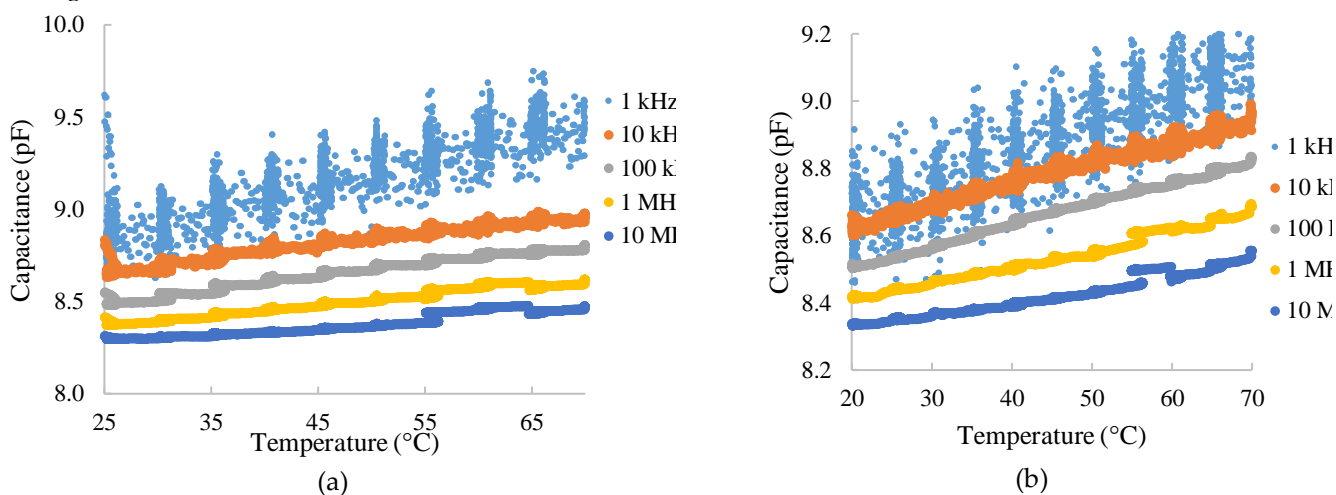 10.0
9.5
9.0
8.5
8.0
Capacitance (pF)
25 35 45 55 65
Temperature (°C)
1 kHz
10 kH
100 k
1 MH
10 M
(a)
9.2
9.0
8.8
8.6
8.4
8.2
Capacitance (pF)
20 30 40 50 60 70
Temperature (°C)
1 kH
10 k
100
1 M
10 M
(b)